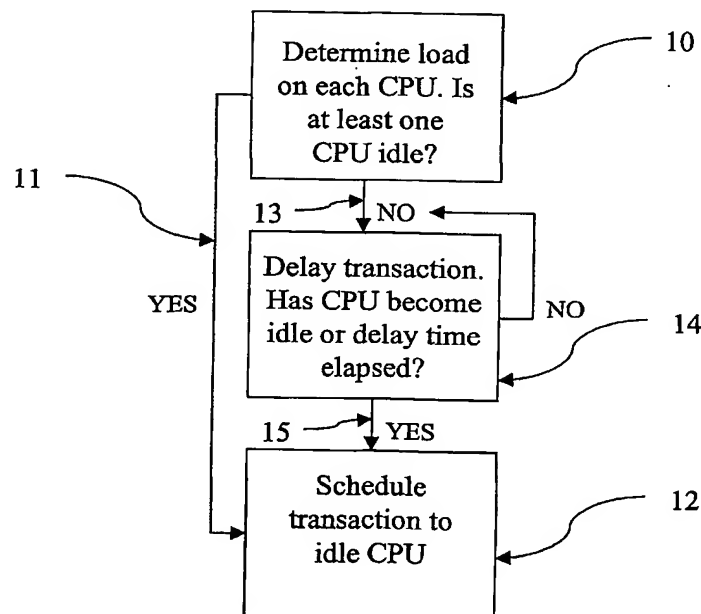 Determine load
on each CPU. Is
at least one
CPU idle?
10
11
13
NO
YES
Delay transaction.
Has CPU become
idle or delay time
elapsed?
NO
14
15
YES
Schedule
transaction to
idle CPU
12